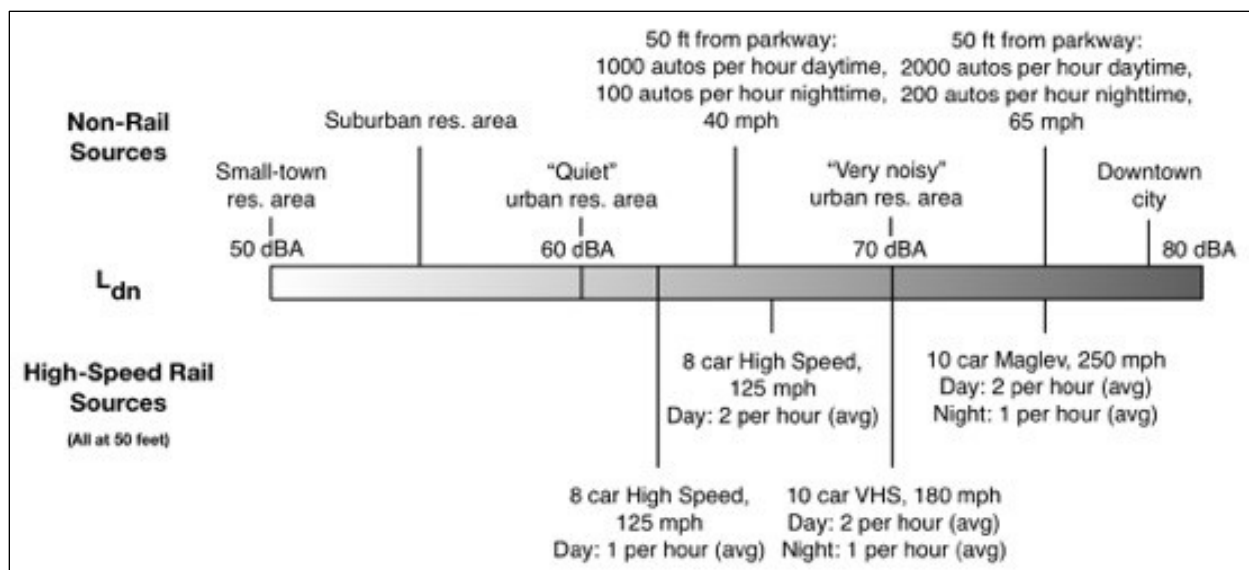 50 ft from parkway:
1000 autos per hour daytime,
100 autos per hour nighttime,
40 mph
50 ft from parkway:
2000 autos per hour daytime,
200 autos per hour nighttime,
65 mph
Non-Rail
Sources
Suburban res. area
Small-town
res. area
"Quiet"
urban res. area
"Very noisy"
urban res. area
Downtown
city
50 dBA
60 dBA
70 dBA
80 dBA
Ldn
High-Speed Rail
Sources
(All at 50 feet)
8 car High Speed,
125 mph
Day: 2 per hour (avg)
10 car Maglev, 250 mph
Day: 2 per hour (avg)
Night: 1 per hour (avg)
8 car High Speed,
125 mph
Day: 1 per hour (avg)
10 car VHS, 180 mph
Day: 2 per hour (avg)
Night: 1 per hour (avg)